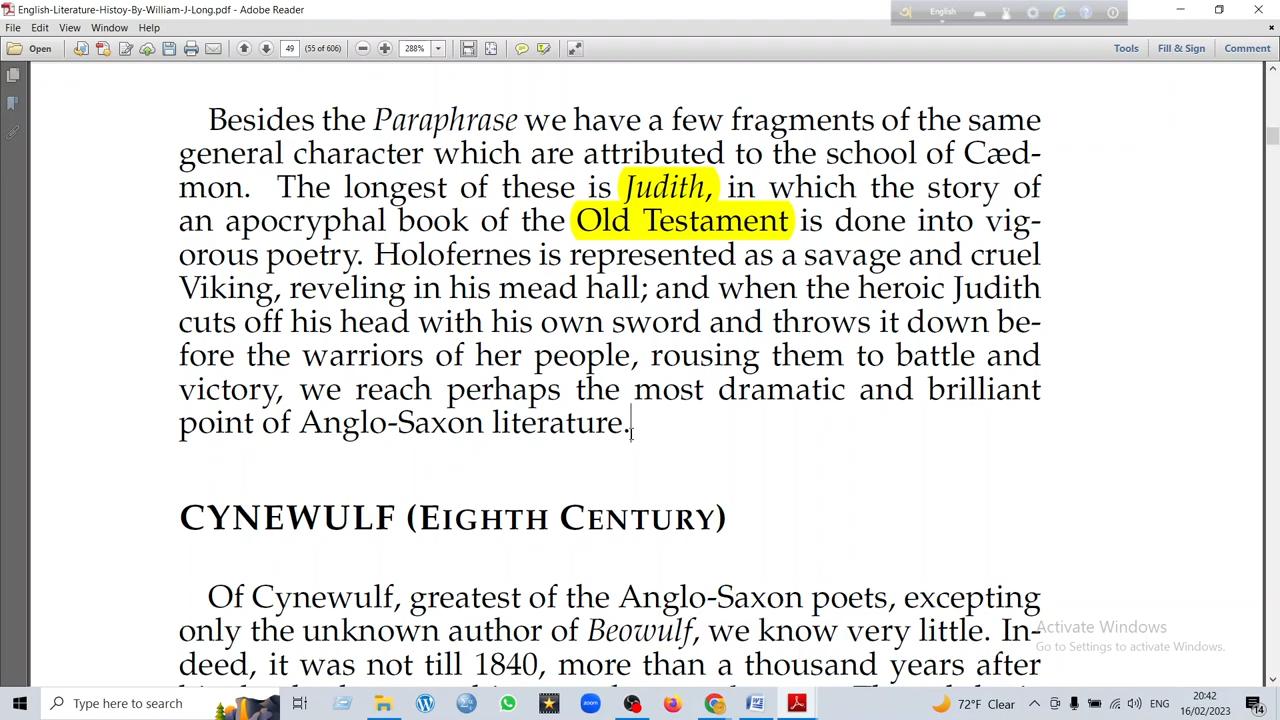 English-Literature-Histoy-By-William-J-Long.pdf - Adobe Reader
English
File Edit View Window Help
Open 49 (55 of 606) 288% Tools Fill & Sign Comment
Besides the Paraphrase we have a few fragments of the same
general character which are attributed to the school of Cæd-
mon. The longest of these is Judith, in which the story of
an apocryphal book of the Old Testament is done into vig-
orous poetry. Holofernes is represented as a savage and cruel
Viking, reveling in his mead hall; and when the heroic Judith
cuts off his head with his own sword and throws it down be-
fore the warriors of her people, rousing them to battle and
victory, we reach perhaps the most dramatic and brilliant
point of Anglo-Saxon literature.
CYNEWULF (EIGHTH CENTURY)
Of Cynewulf, greatest of the Anglo-Saxon poets, excepting
only the unknown author of Beowulf, we know very little. In-
deed, it was not till 1840, more than a thousand years after
Activate Windows
Go to Settings to activate Windows.
Type here to search
zoom
72°F Clear
ENG
20:42
16/02/2023
14